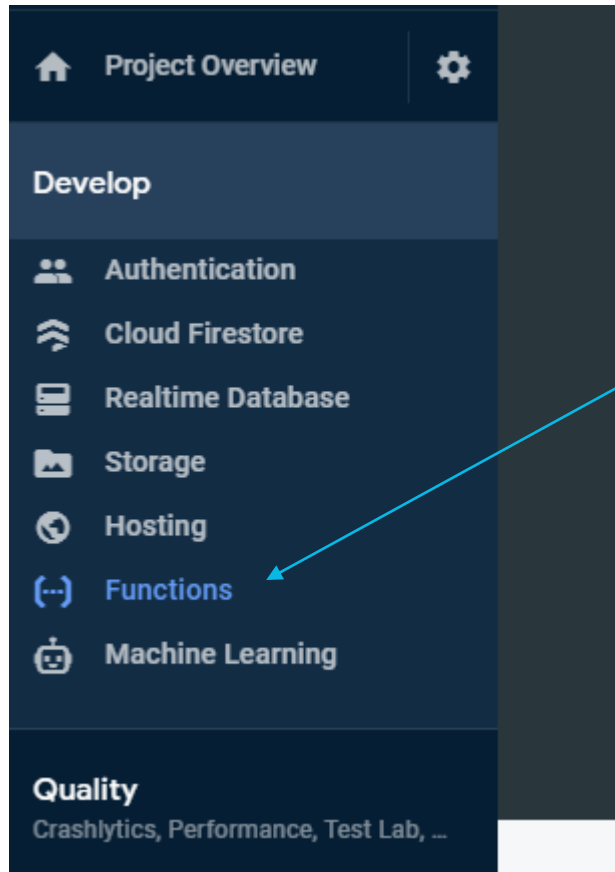 Project Overview
Develop
Authentication
Cloud Firestore
Realtime Database
Storage
Hosting
Functions
Machine Learning
Quality
Crashlytics, Performance, Test Lab, ...